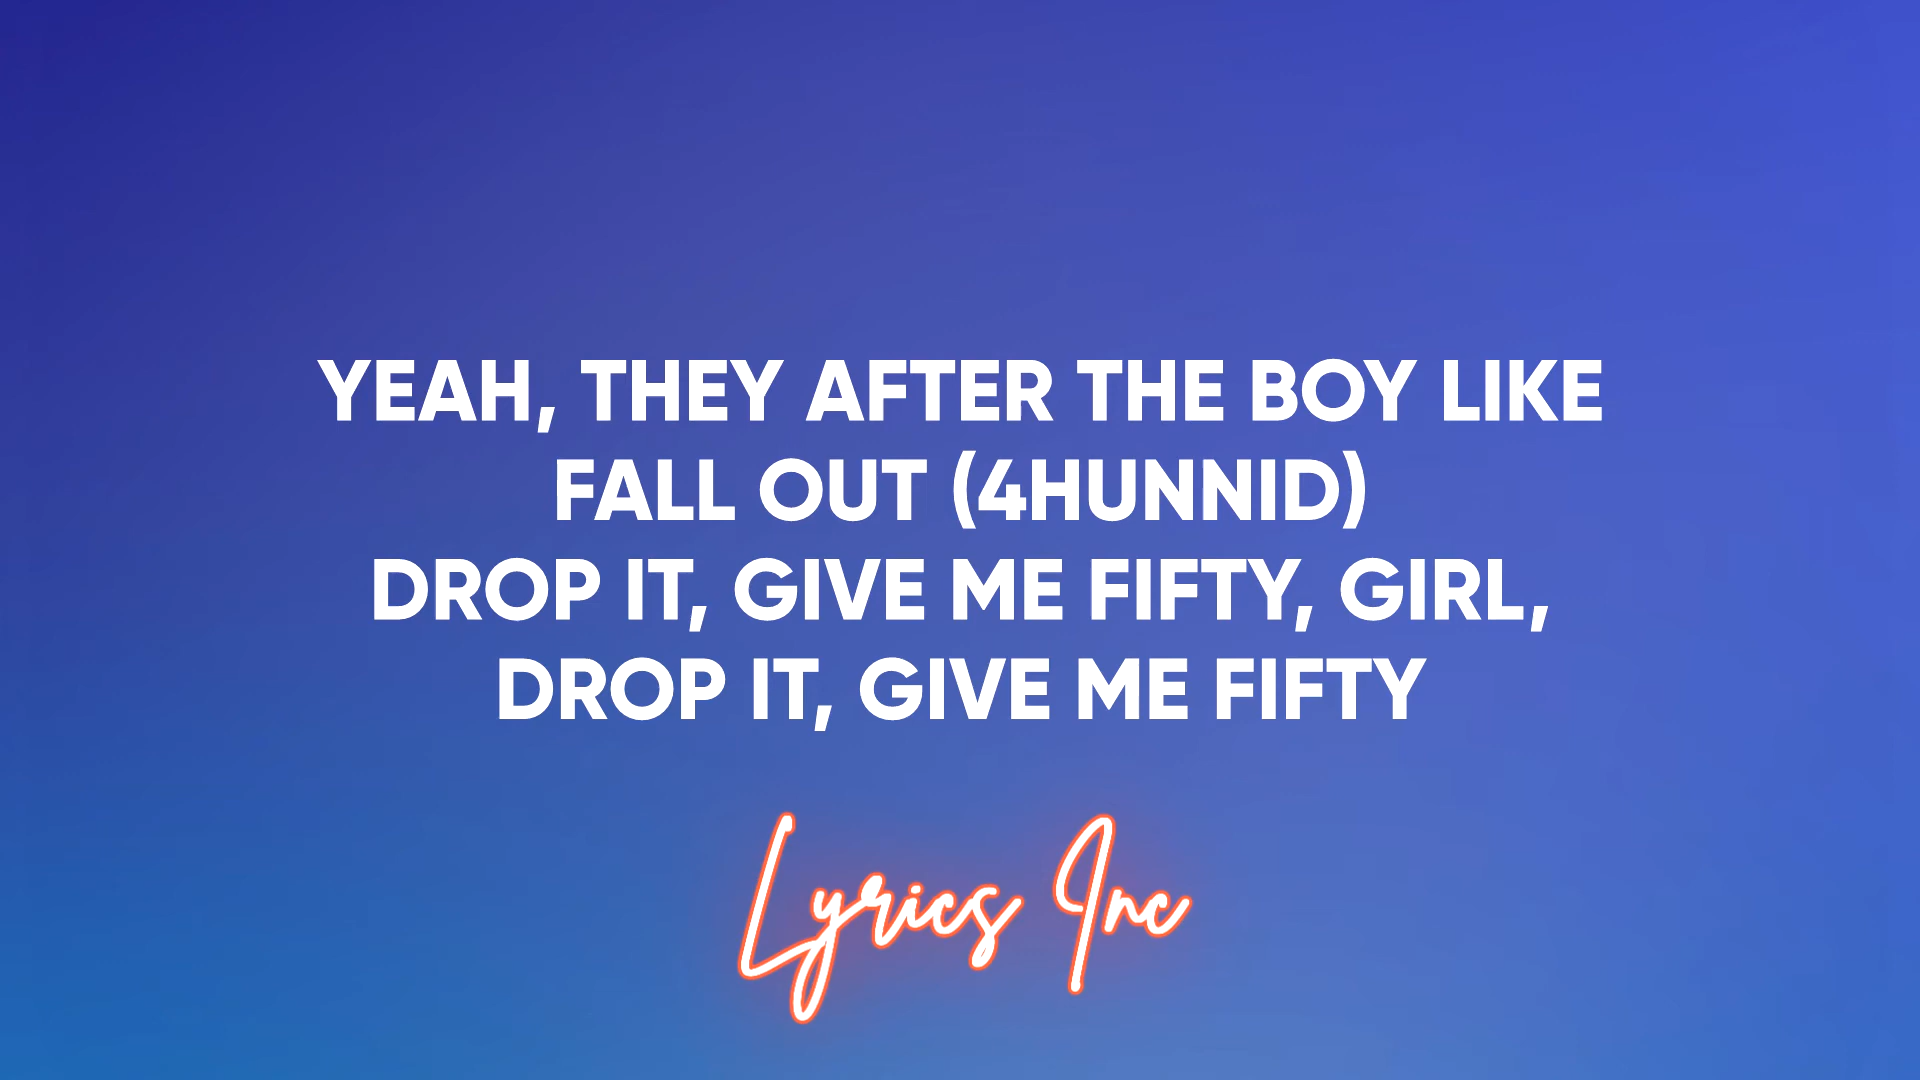 YEAH, THEY AFTER THE BOY LIKE
FALL OUT (4HUNNID)
DROP IT, GIVE ME FIFTY, GIRL,
DROP IT, GIVE ME FIFTY
Lyrics Inc